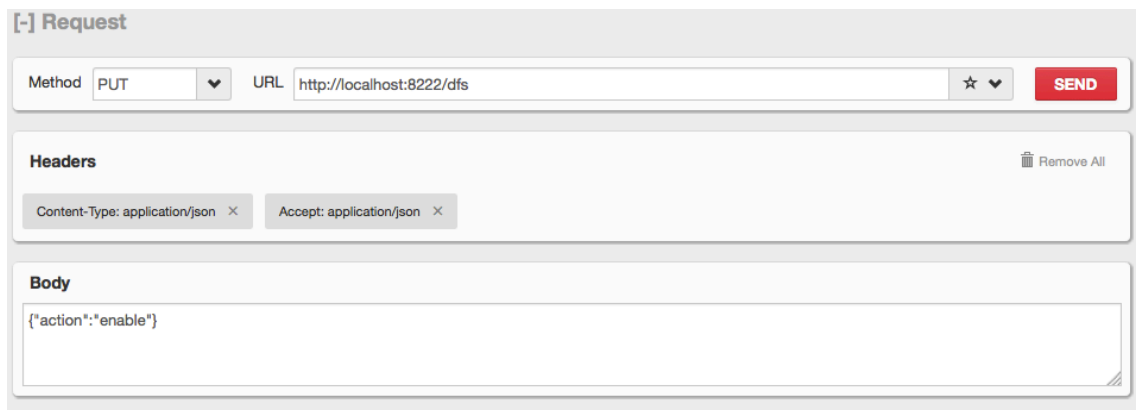 [-] Request
Method PUT URL http://localhost:8222/dfs SEND
Headers Remove All
Content-Type: application/json × Accept: application/json ×
Body
{"action":"enable"}